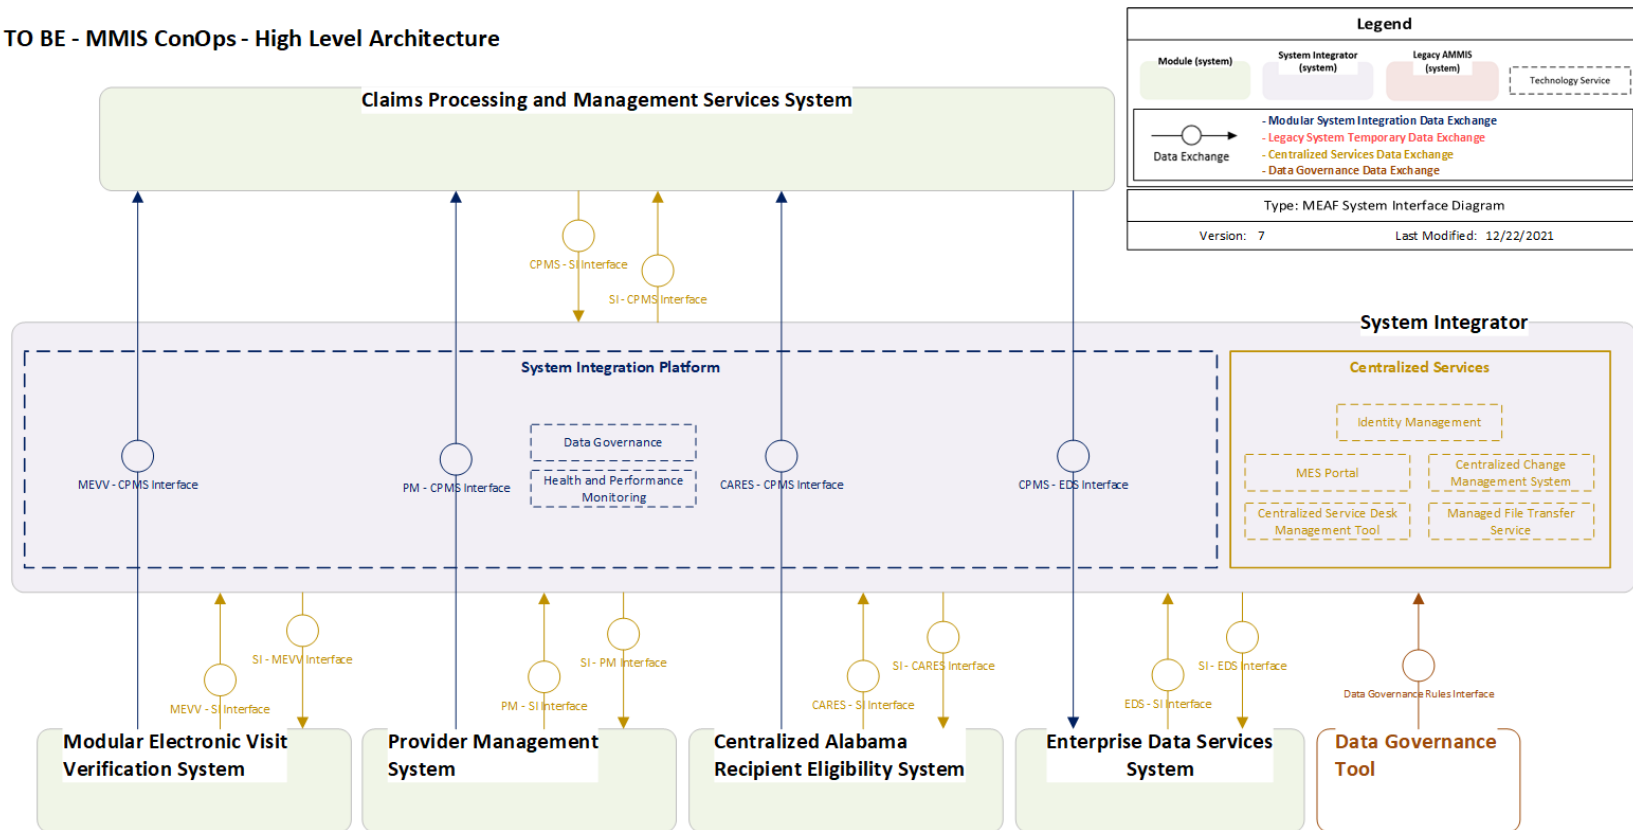 TO BE - MMIS ConOps - High Level Architecture
Legend
Module (system)
System Integrator
(system)
Legacy AMMIS
(system)
Technology Service
Data Exchange
- Modular System Integration Data Exchange
- Legacy System Temporary Data Exchange
- Centralized Services Data Exchange
- Data Governance Data Exchange
Type: MEAF System Interface Diagram
Version: 7
Last Modified: 12/22/2021
Claims Processing and Management Services System
CPMS - SI Interface
SI - CPMS Interface
System Integrator
System Integration Platform
Centralized Services
Identity Management
Data Governance
Health and Performance
Monitoring
MES Portal
Centralized Change
Management System
Centralized Service Desk
Management Tool
Managed File Transfer
Service
MEVV - CPMS Interface
PM - CPMS Interface
CARES - CPMS Interface
CPMS - EDS Interface
SI - MEVV Interface
MEVV - SI Interface
SI - PM Interface
PM - SI Interface
SI - CARES Interface
CARES - SI Interface
SI - EDS Interface
EDS - SI Interface
Data Governance Rules Interface
Modular Electronic Visit
Verification System
Provider Management
System
Centralized Alabama
Recipient Eligibility System
Enterprise Data Services
System
Data Governance
Tool